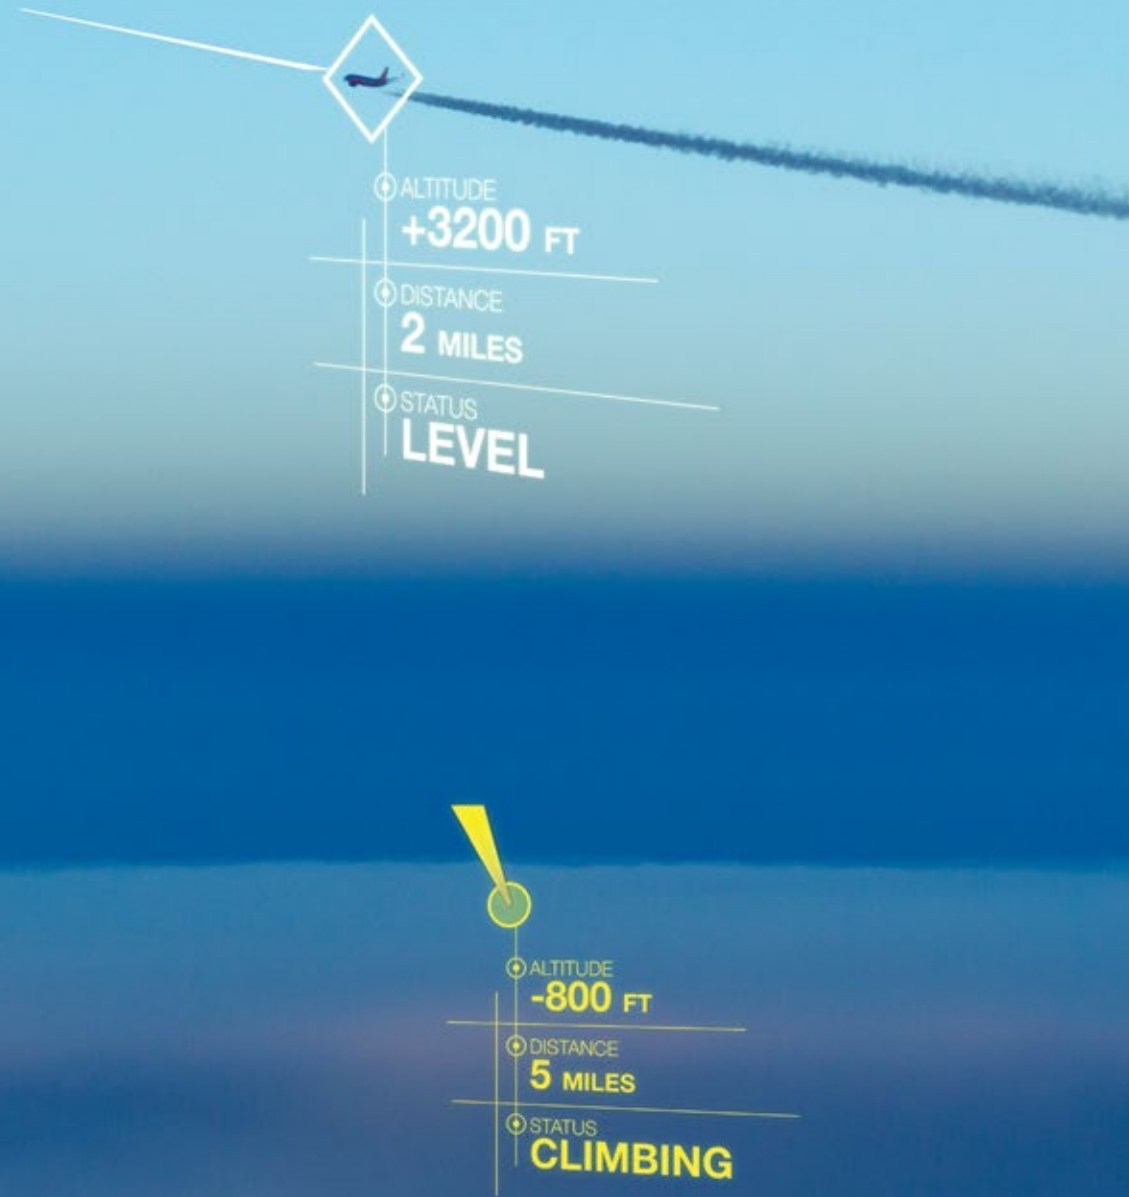 ALTITUDE
+3200 FT
DISTANCE
2 MILES
STATUS
LEVEL
ALTITUDE
-800 FT
DISTANCE
5 MILES
STATUS
CLIMBING